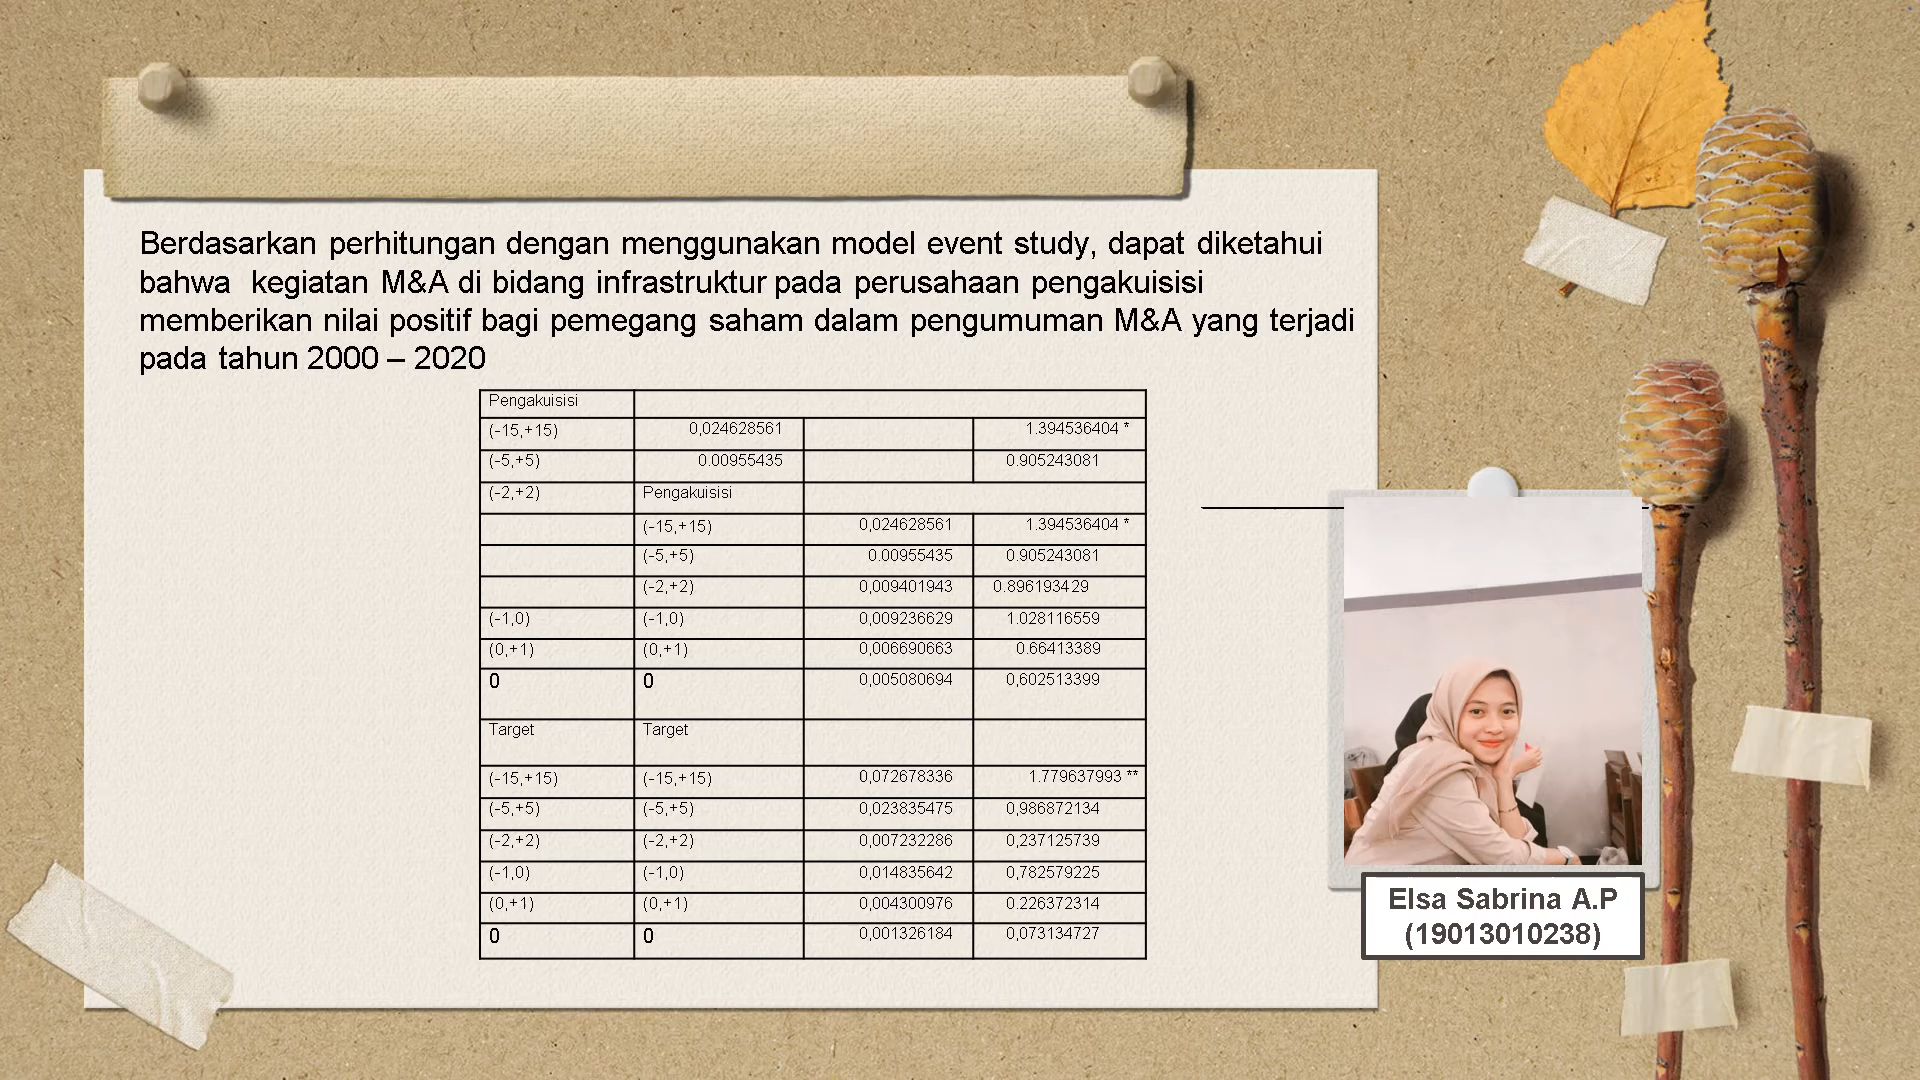 Berdasarkan perhitungan dengan menggunakan model event study, dapat diketahui
bahwa kegiatan M&A di bidang infrastruktur pada perusahaan pengakuisisi
memberikan nilai positif bagi pemegang saham dalam pengumuman M&A yang terjadi
pada tahun 2000 – 2020
Pengakuisisi
(-15,+15) 0,024628561 1.394536404 *
(-5,+5) 0.00955435 0.905243081
(-2,+2) Pengakuisisi
(-15,+15) 0,024628561 1.394536404 *
(-5,+5) 0.00955435 0.905243081
(-2,+2) 0,009401943 0.896193429
(-1,0) (-1,0) 0,009236629 1.028116559
(0,+1) (0,+1) 0,006690663 0.66413389
0 0 0,005080694 0,602513399
Target Target
(-15,+15) (-15,+15) 0,072678336 1.779637993 **
(-5,+5) (-5,+5) 0,023835475 0,986872134
(-2,+2) (-2,+2) 0,007232286 0,237125739
(-1,0) (-1,0) 0,014835642 0,782579225
(0,+1) (0,+1) 0,004300976 0.226372314
0 0 0,001326184 0,073134727
Elsa Sabrina A.P
(19013010238)